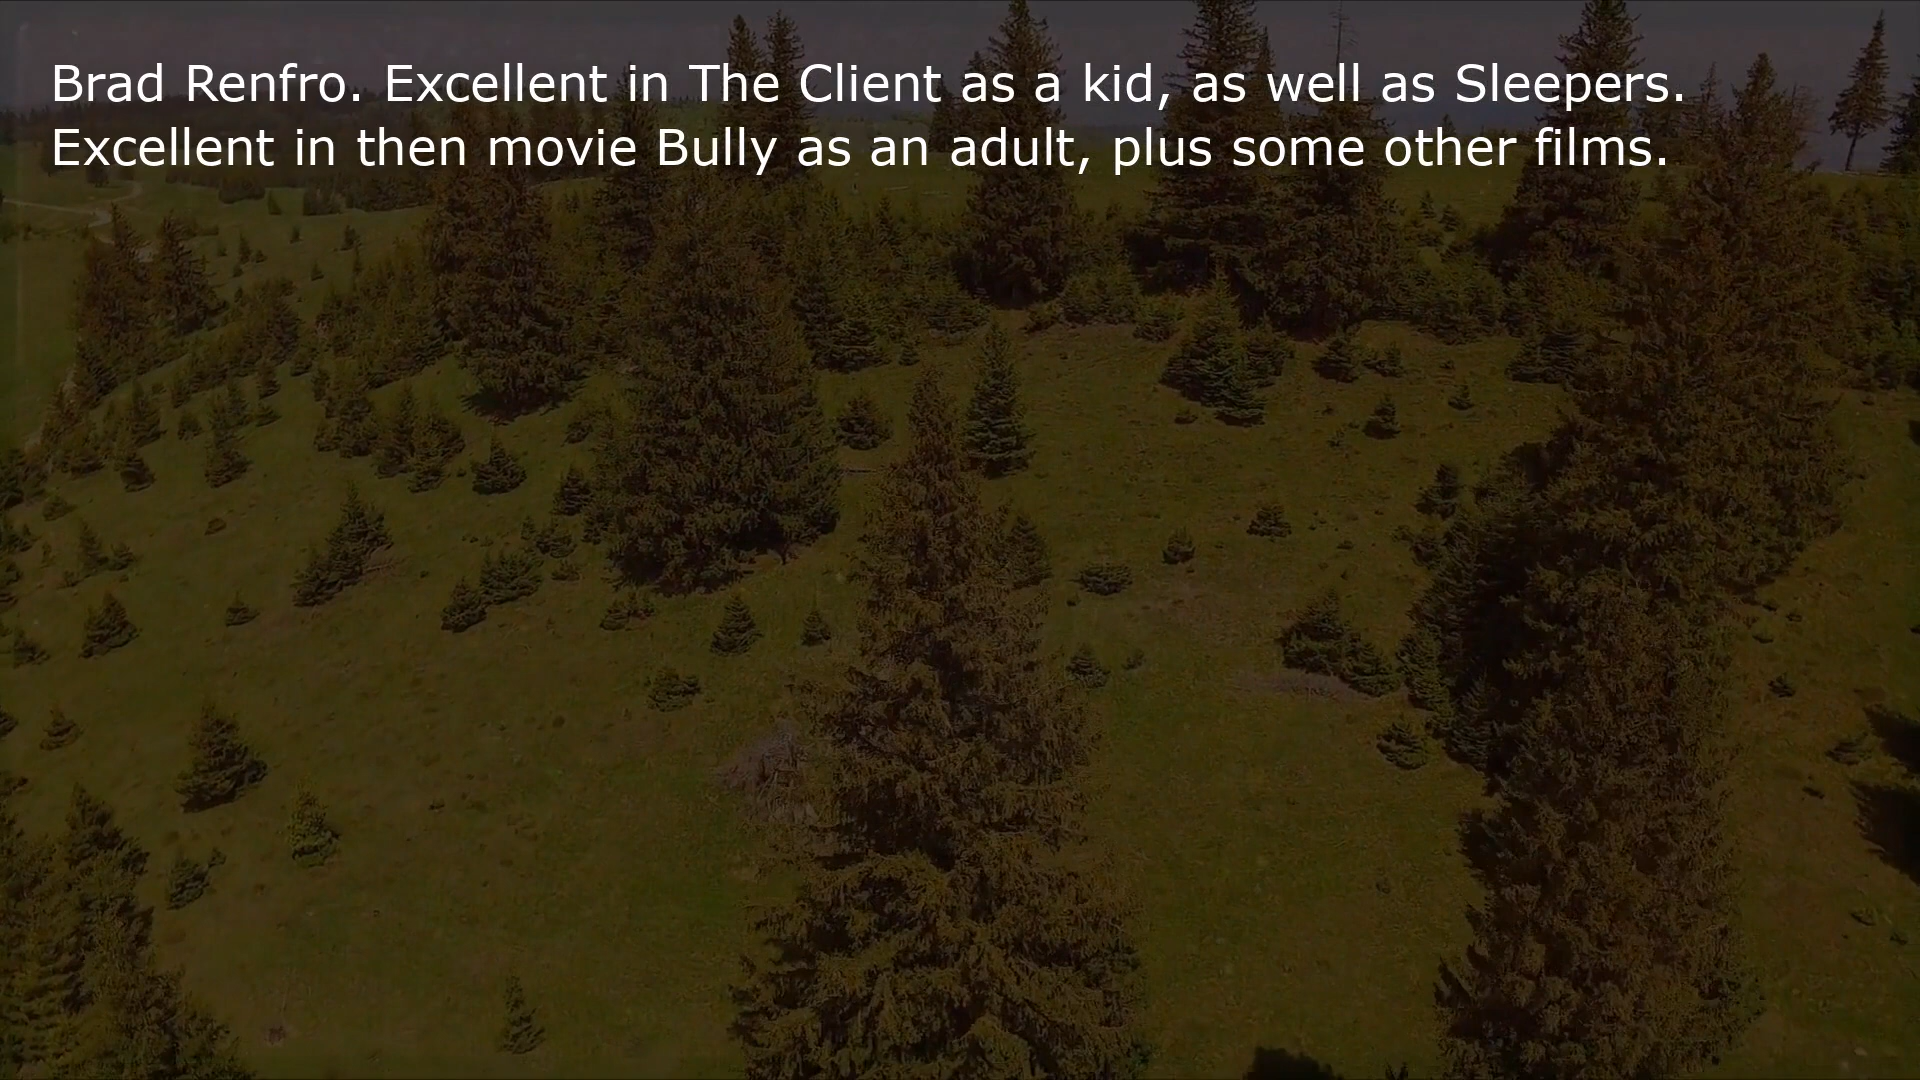 Brad Renfro. Excellent in The Client as a kid, as well as Sleepers.
Excellent in then movie Bully as an adult, plus some other films.